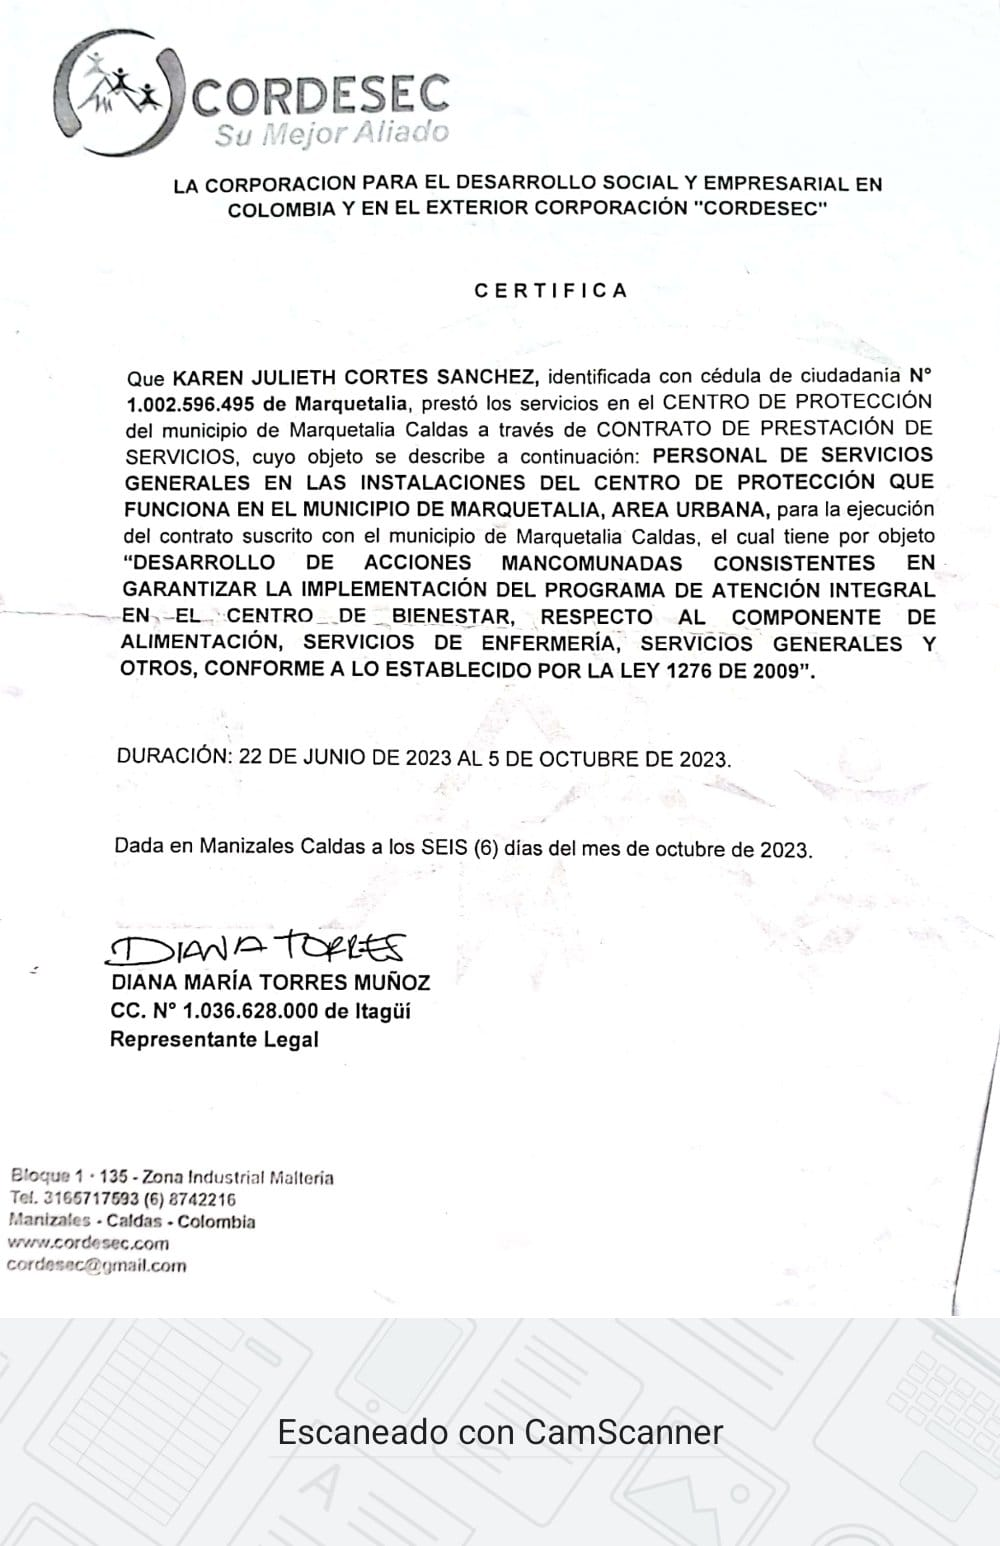 CORDESEC
Su Mejor Aliado
LA CORPORACION PARA EL DESARROLLO SOCIAL Y EMPRESARIAL EN
COLOMBIA Y EN EL EXTERIOR CORPORACIÓN "CORDESEC"
CERTIFICA
Que KAREN JULIETH CORTES SANCHEZ, identificada con cédula de ciudadanía N°
1.002.596.495 de Marquetalia, prestó los servicios en el CENTRO DE PROTECCIÓN
del municipio de Marquetalia Caldas a través de CONTRATO DE PRESTACIÓN DE
SERVICIOS, cuyo objeto se describe a continuación: PERSONAL DE SERVICIOS
GENERALES EN LAS INSTALACIONES DEL CENTRO DE PROTECCIÓN QUE
FUNCIONA EN EL MUNICIPIO DE MARQUETALIA, AREA URBANA, para la ejecución
del contrato suscrito con el municipio de Marquetalia Caldas, el cual tiene por objeto
“DESARROLLO DE ACCIONES MANCOMUNADAS CONSISTENTES EN
GARANTIZAR LA IMPLEMENTACIÓN DEL PROGRAMA DE ATENCIÓN INTEGRAL
EN EL CENTRO DE BIENESTAR, RESPECTO AL COMPONENTE DE
ALIMENTACIÓN, SERVICIOS DE ENFERMERÍA, SERVICIOS GENERALES Y
OTROS, CONFORME A LO ESTABLECIDO POR LA LEY 1276 DE 2009”.
DURACIÓN: 22 DE JUNIO DE 2023 AL 5 DE OCTUBRE DE 2023.
Dada en Manizales Caldas a los SEIS (6) días del mes de octubre de 2023.
DIANA TORRES
DIANA MARÍA TORRES MUÑOZ
CC. N° 1.036.628.000 de Itagüí
Representante Legal
Bloque 1 - 135 - Zona Industrial Malteria
Tel. 3165717593 (6) 8742216
Manizales - Caldas - Colombia
www.cordesec.com
cordesec@gmail.com
Escaneado con CamScanner